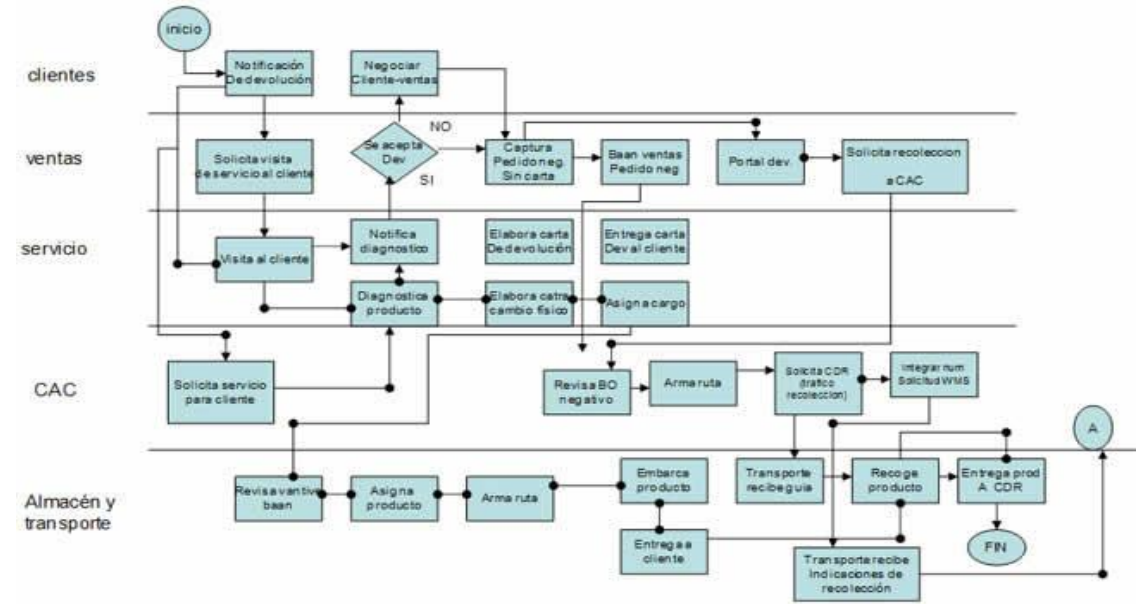 inicio
clientes
Notificación
De devolución
Negociar
Cliente-ventas
NO
ventas
Solicita visita
de servicio al cliente
Se acepta
Dev
SI
Captura
Pedido neg.
Sin carta
Baan ventas
Pedido neg
Portal dev.
Solicita recoleccion
a CAC
servicio
Visita al cliente
Notifica
diagnostico
Elabora carta
De devolución
Entrega carta
Dev al cliente
Diagnostica
producto
Elabora catra
cambio físico
Asigna cargo
CAC
Solicita servicio
para cliente
Revisa BO
negativo
Arma ruta
Solicita CDR
(trafico
recoleccion)
Integrar num
Solicitud WMS
A
Almacén y
transporte
Revisa vantive
baan
Asigna
producto
Arma ruta
Embarca
producto
Transporte
recibe guia
Recoge
producto
Entrega prod
A CDR
Entrega a
cliente
Transporte recibe
Indicaciones de
recolección
FIN